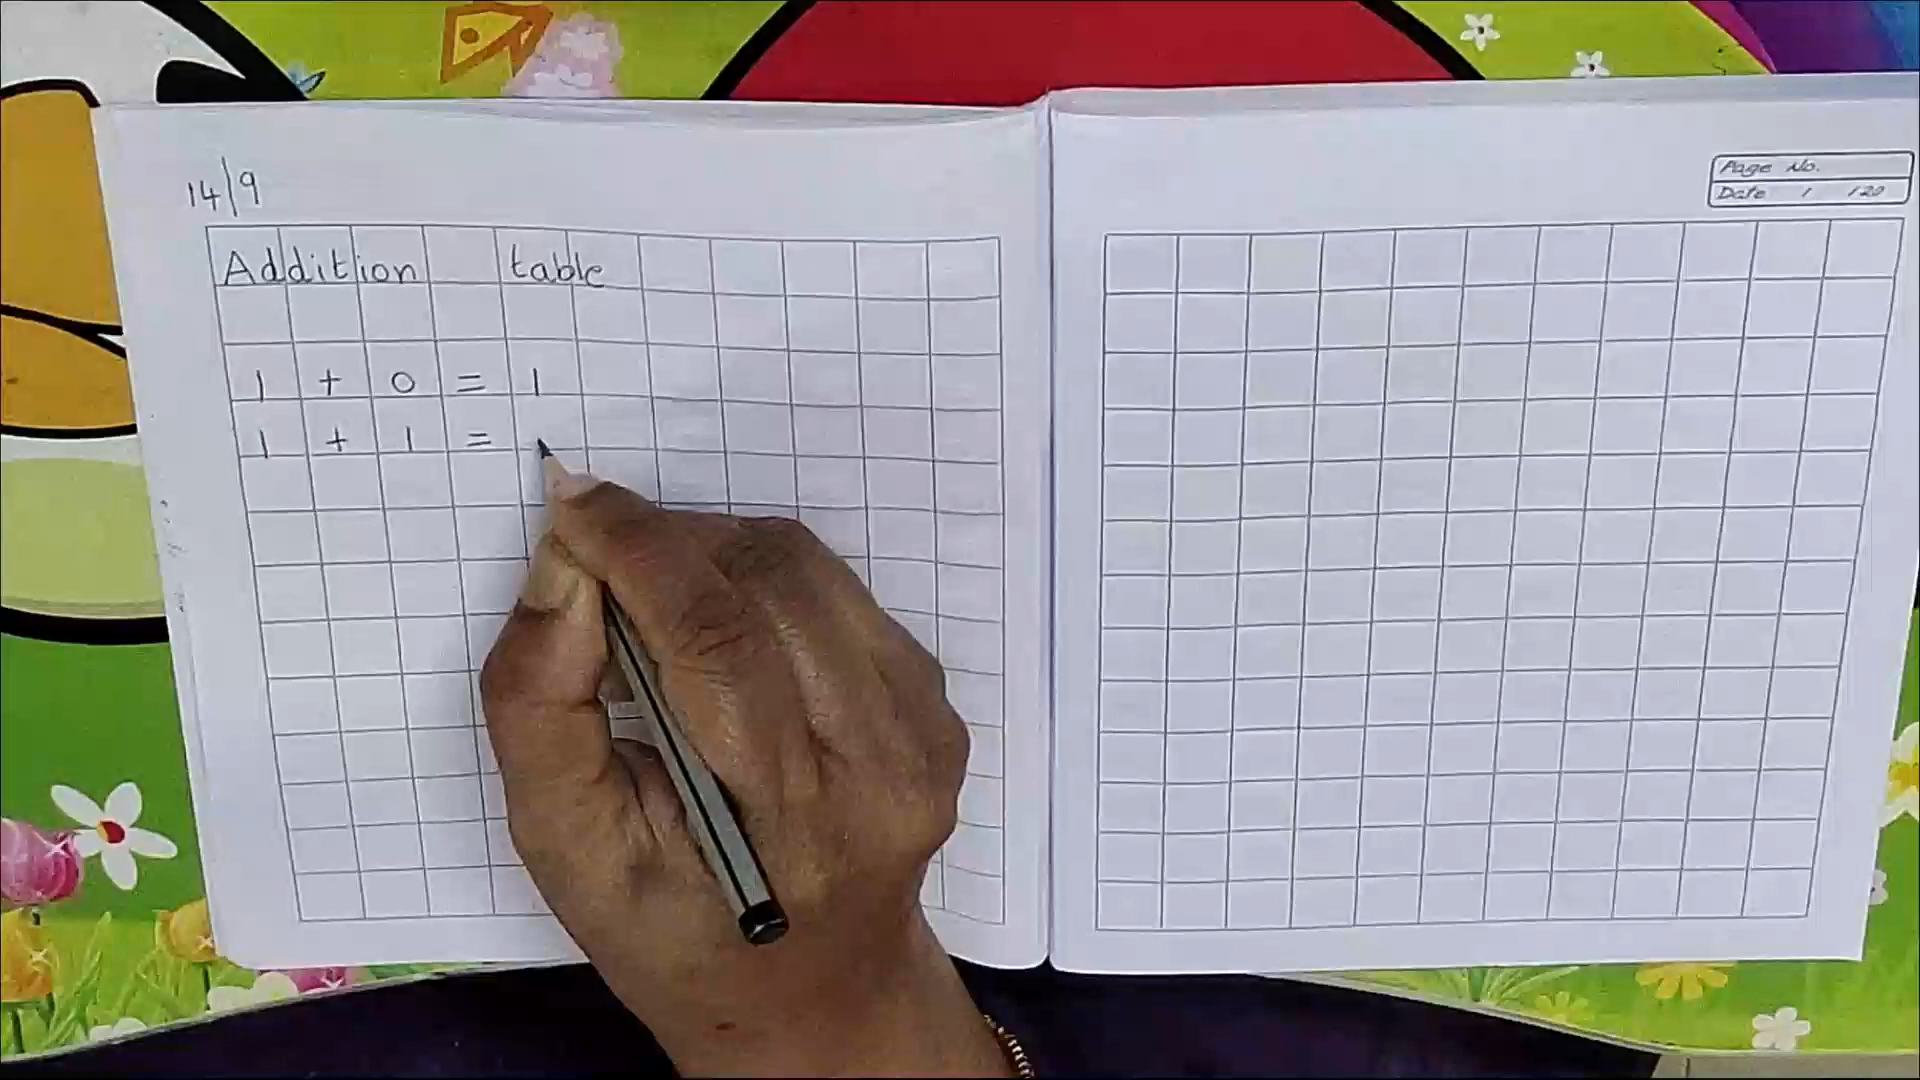 14/9
Page No.
Date / /20
Addition table
1 + 0 = 1
1 + 1 =